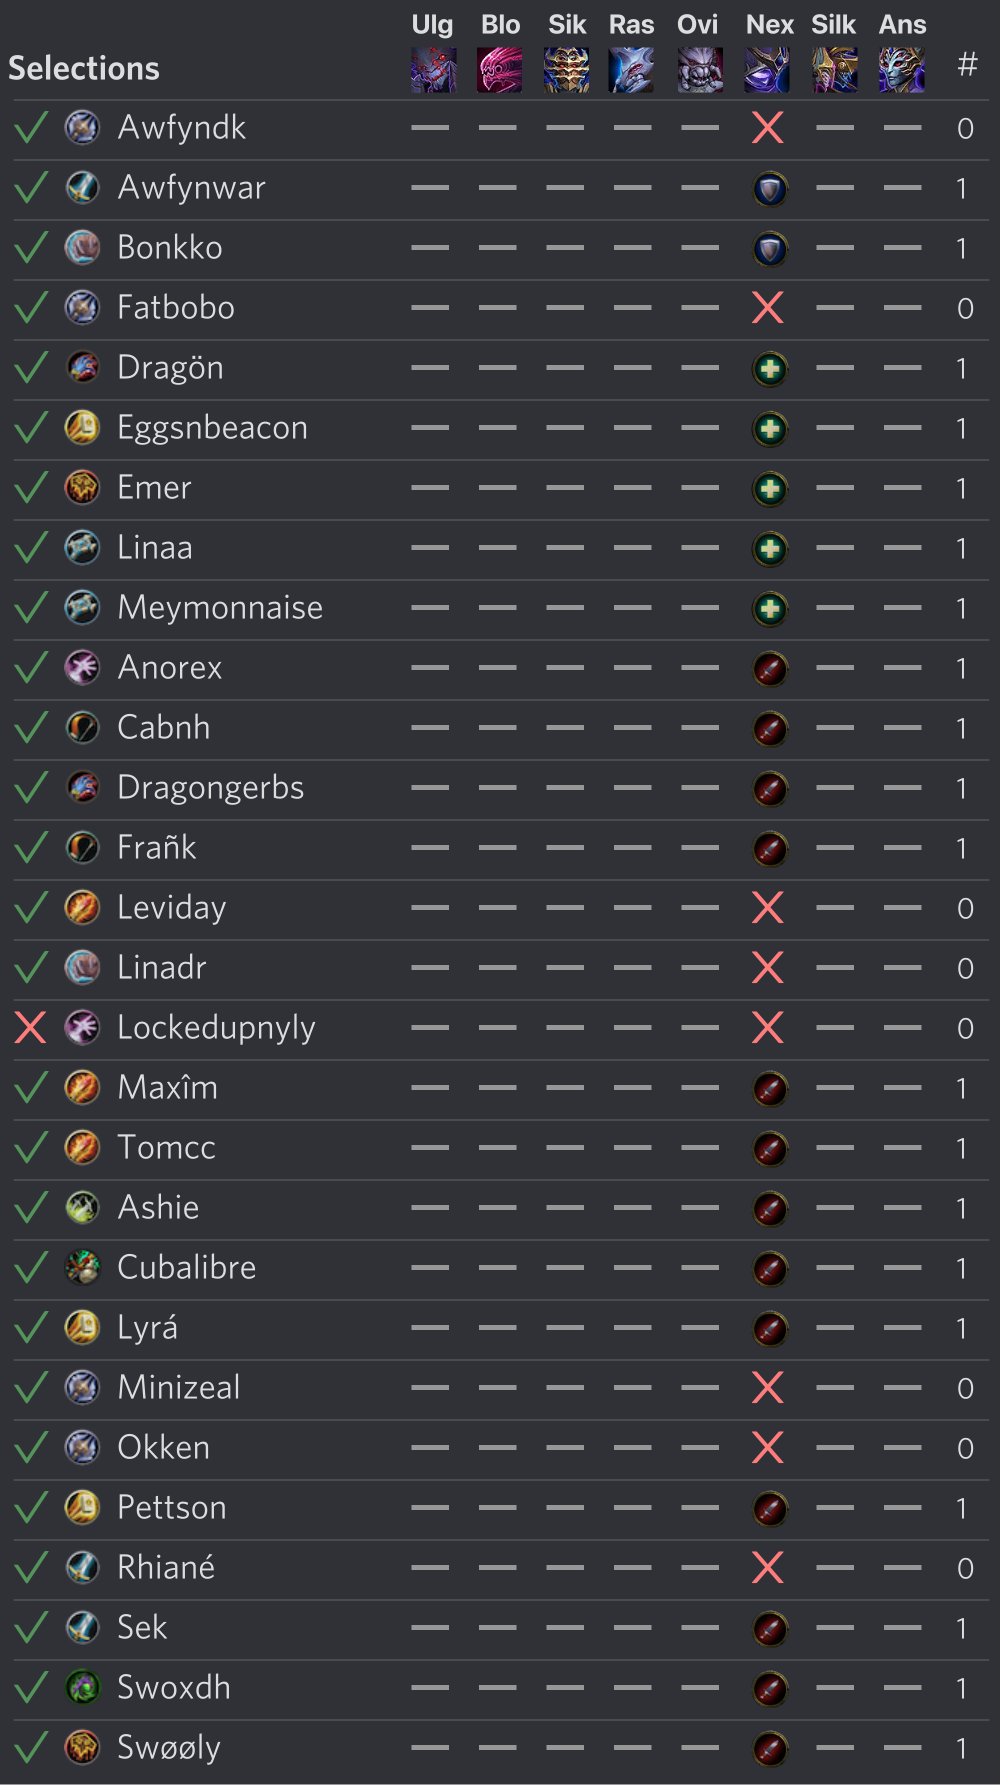 Ulg Blo Sik Ras Ovi Nex Silk Ans
Selections #
Awfyndk 0
Awfynwar 1
Bonkko 1
Fatbobo 0
Dragön 1
Eggsnbeacon 1
Emer 1
Linaa 1
Meymonnaise 1
Anorex 1
Cabnh 1
Dragongerbs 1
Frañk 1
Leviday 0
Linadr 0
Lockedupnyly 0
Maxîm 1
Tomcc 1
Ashie 1
Cubalibre 1
Lyrá 1
Minizeal 0
Okken 0
Pettson 1
Rhiané 0
Sek 1
Swoxdh 1
Swøøly 1